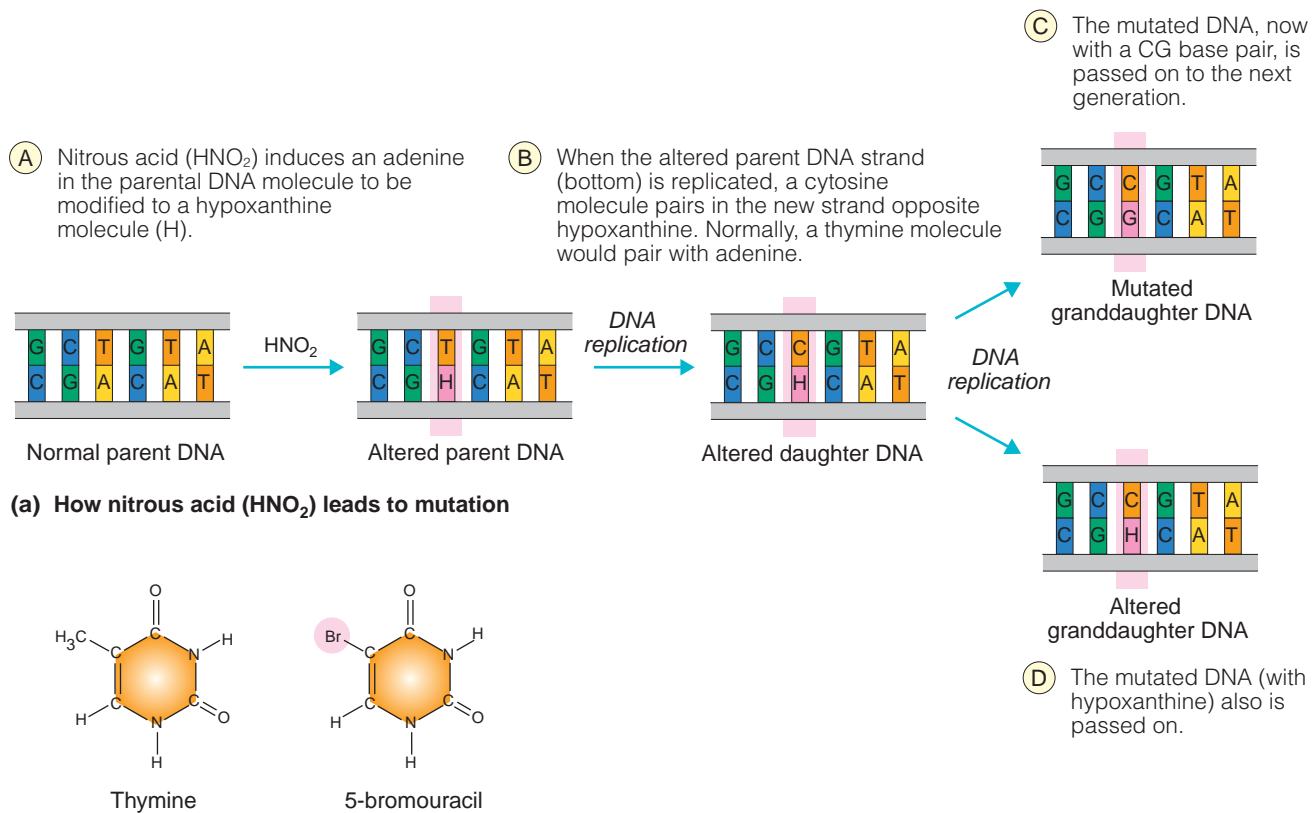 A Nitrous acid (HNO₂) induces an adenine
in the parental DNA molecule to be
modified to a hypoxanthine
molecule (H).
B When the altered parent DNA strand
(bottom) is replicated, a cytosine
molecule pairs in the new strand opposite
hypoxanthine. Normally, a thymine molecule
would pair with adenine.
C The mutated DNA, now
with a CG base pair, is
passed on to the next
generation.
G C T G T A
C G A C A T
Normal parent DNA
HNO₂
G C T G T A
C G H C A T
Altered parent DNA
DNA
replication
G C C G T A
C G H C A T
Altered daughter DNA
DNA
replication
G C C G T A
C G G C A T
Mutated
granddaughter DNA
G C C G T A
C G H C A T
Altered
granddaughter DNA
D The mutated DNA (with
hypoxanthine) also is
passed on.
(a) How nitrous acid (HNO₂) leads to mutation
O
H₃C C C N H
H C N C O
H
Thymine
O
Br C C N H
H C N C O
H
5-bromouracil